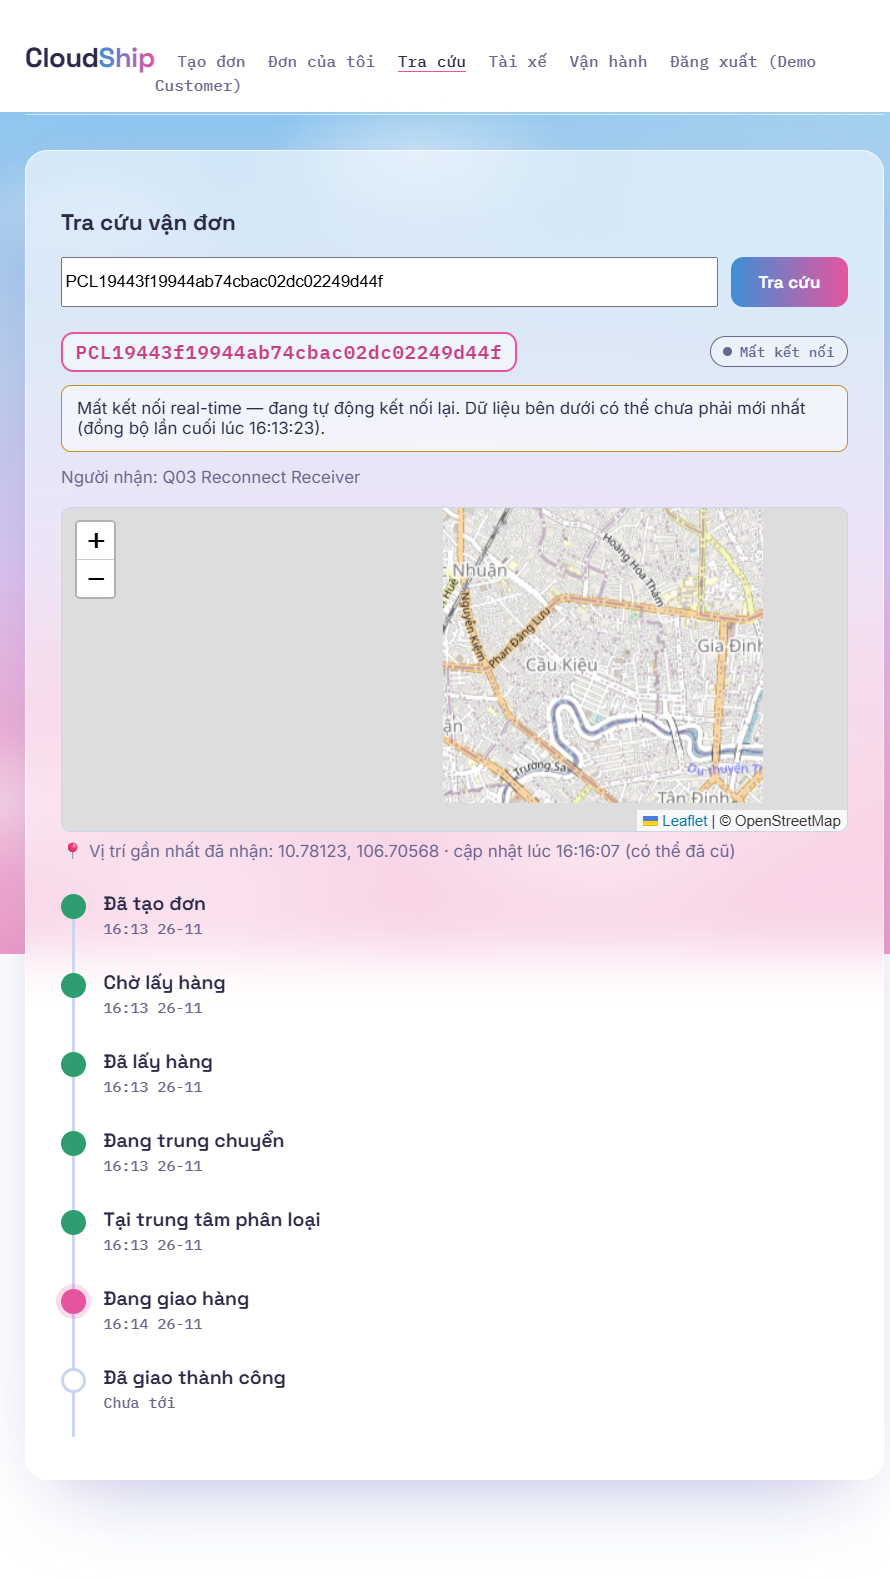 CloudShip
Tạo đơn Đơn của tôi Tra cứu Tài xế Vận hành Đăng xuất (Demo
Customer)
Tra cứu vận đơn
PCL19443f19944ab74cbac02dc02249d44f
Tra cứu
PCL19443f19944ab74cbac02dc02249d44f
Mất kết nối
Mất kết nối real-time — đang tự động kết nối lại. Dữ liệu bên dưới có thể chưa phải mới nhất
(đồng bộ lần cuối lúc 16:13:23).
Người nhận: Q03 Reconnect Receiver
+
−
Hoàng Hoa Thám
Nhuận
Nguyễn Kiệm
Phan Đăng Lưu
Gia Định
Cầu Kiệu
Trường Sa
Tân Định
Leaflet | © OpenStreetMap
Vị trí gần nhất đã nhận: 10.78123, 106.70568 · cập nhật lúc 16:16:07 (có thể đã cũ)
Đã tạo đơn
16:13 26-11
Chờ lấy hàng
16:13 26-11
Đã lấy hàng
16:13 26-11
Đang trung chuyển
16:13 26-11
Tại trung tâm phân loại
16:13 26-11
Đang giao hàng
16:14 26-11
Đã giao thành công
Chưa tới